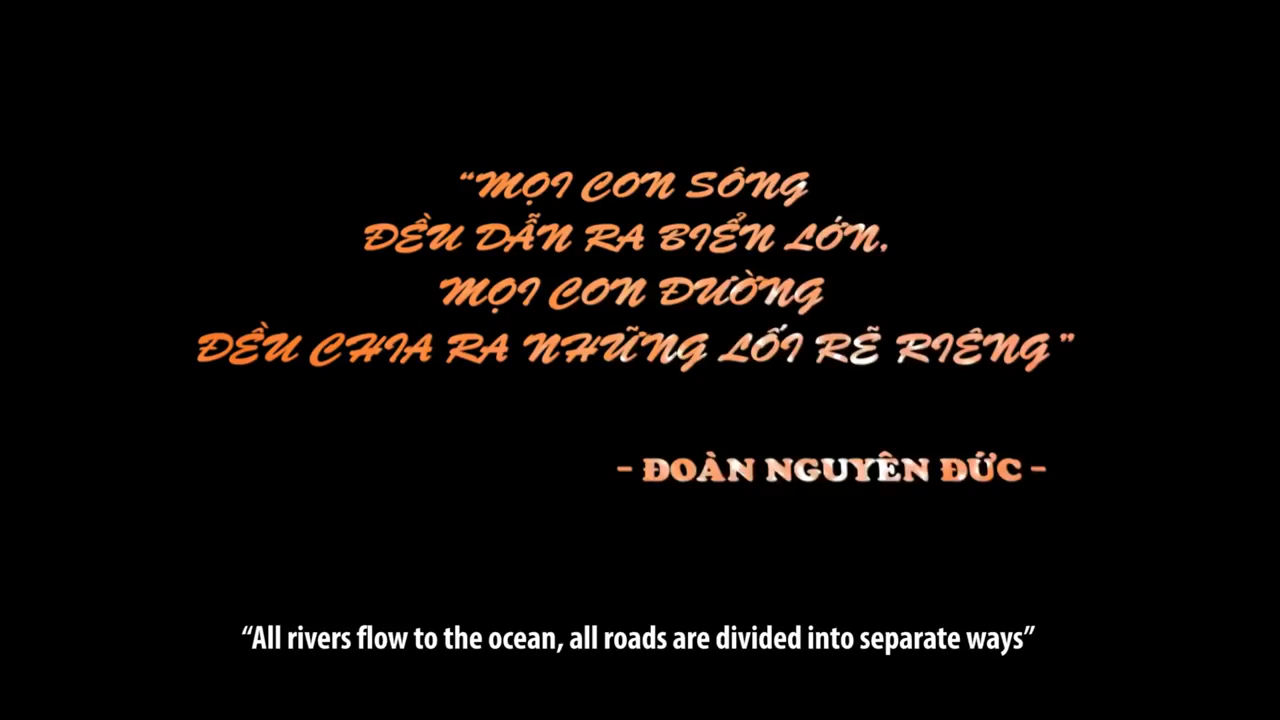 “MỌI CON SÔNG
ĐỀU DẪN RA BIỂN LỚN,
MỌI CON ĐƯỜNG
ĐỀU CHIA RA NHỮNG LỐI RẼ RIÊNG”
- ĐOÀN NGUYÊN ĐỨC -
“All rivers flow to the ocean, all roads are divided into separate ways”